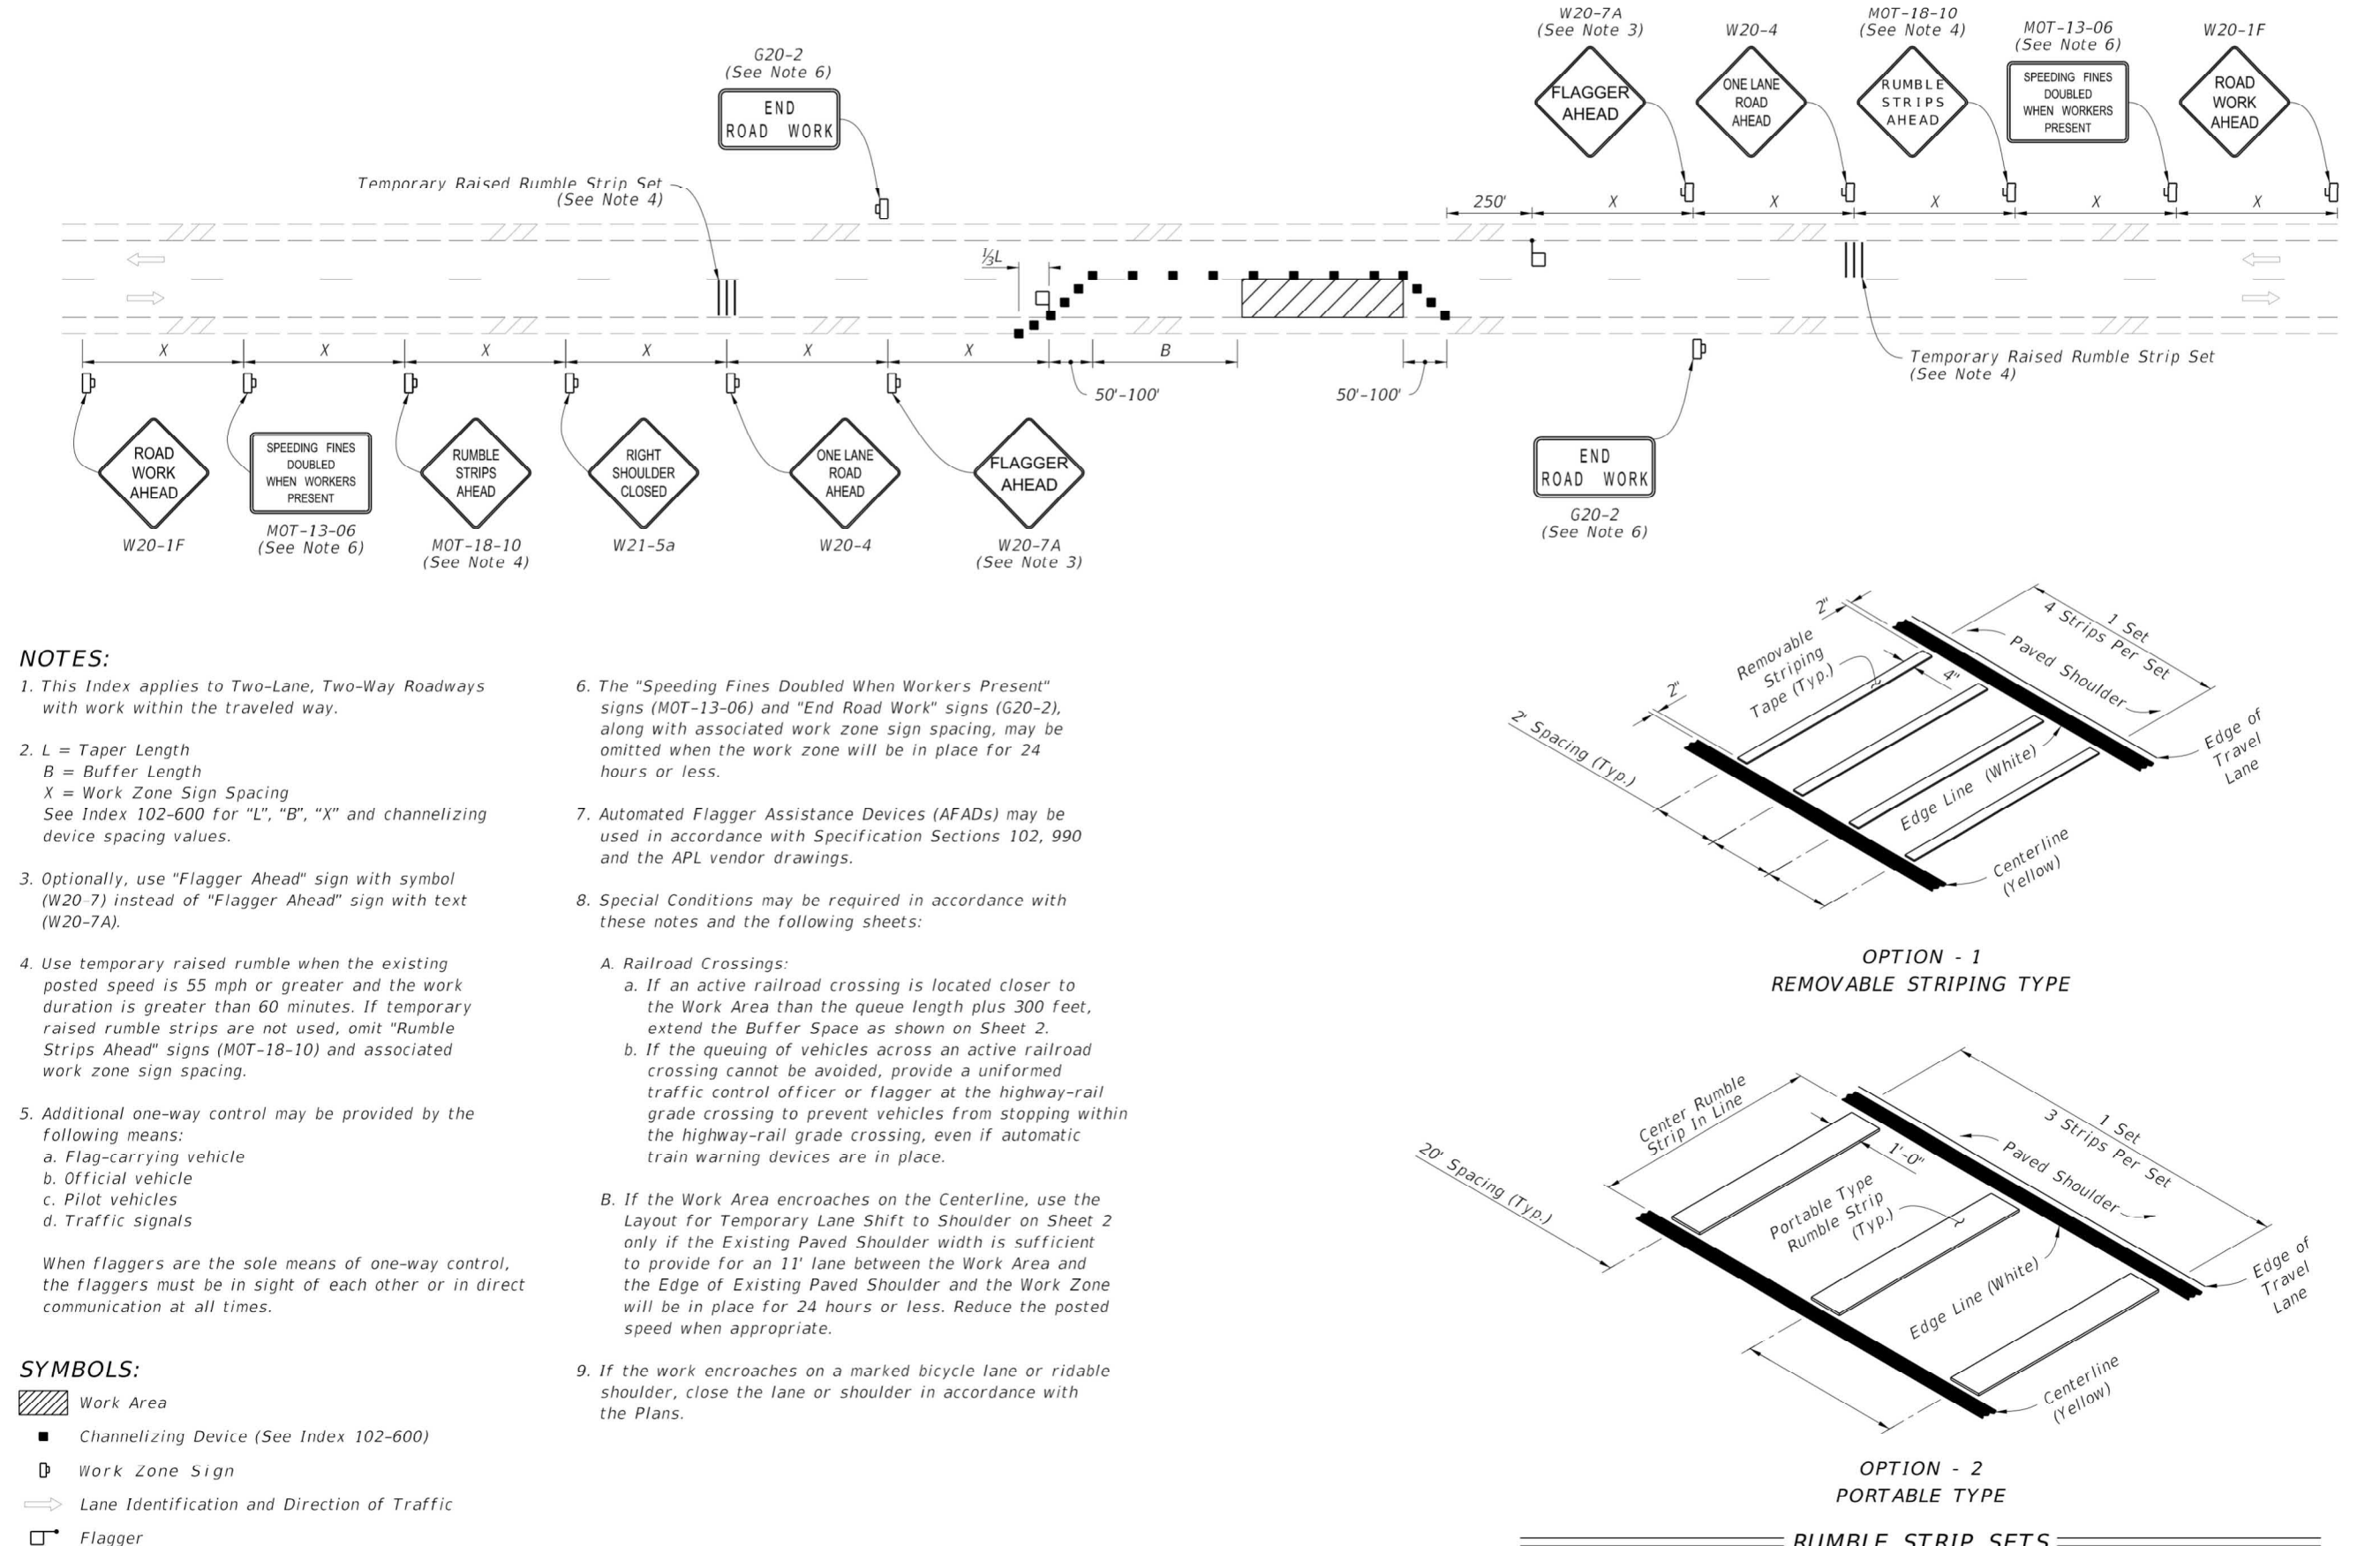 W20-7A
(See Note 3)
W20-4
MOT-18-10
(See Note 4)
MOT-13-06
(See Note 6)
W20-1F
FLAGGER
AHEAD
ONE LANE
ROAD
AHEAD
RUMBLE
STRIPS
AHEAD
SPEEDING FINES
DOUBLED
WHEN WORKERS
PRESENT
ROAD
WORK
AHEAD
G20-2
(See Note 6)
END
ROAD WORK
Temporary Raised Rumble Strip Set
(See Note 4)
250'
X
X
X
X
X
⅓L
X
X
X
X
X
X
B
50'-100'
50'-100'
Temporary Raised Rumble Strip Set
(See Note 4)
ROAD
WORK
AHEAD
W20-1F
SPEEDING FINES
DOUBLED
WHEN WORKERS
PRESENT
MOT-13-06
(See Note 6)
RUMBLE
STRIPS
AHEAD
MOT-18-10
(See Note 4)
RIGHT
SHOULDER
CLOSED
W21-5a
ONE LANE
ROAD
AHEAD
W20-4
FLAGGER
AHEAD
W20-7A
(See Note 3)
END
ROAD WORK
G20-2
(See Note 6)
NOTES:
1. This Index applies to Two-Lane, Two-Way Roadways
with work within the traveled way.
2. L = Taper Length
B = Buffer Length
X = Work Zone Sign Spacing
See Index 102-600 for “L”, “B”, “X” and channelizing
device spacing values.
3. Optionally, use "Flagger Ahead" sign with symbol
(W20-7) instead of "Flagger Ahead" sign with text
(W20-7A).
4. Use temporary raised rumble when the existing
posted speed is 55 mph or greater and the work
duration is greater than 60 minutes. If temporary
raised rumble strips are not used, omit "Rumble
Strips Ahead" signs (MOT-18-10) and associated
work zone sign spacing.
5. Additional one-way control may be provided by the
following means:
a. Flag-carrying vehicle
b. Official vehicle
c. Pilot vehicles
d. Traffic signals
When flaggers are the sole means of one-way control,
the flaggers must be in sight of each other or in direct
communication at all times.
6. The "Speeding Fines Doubled When Workers Present"
signs (MOT-13-06) and "End Road Work" signs (G20-2),
along with associated work zone sign spacing, may be
omitted when the work zone will be in place for 24
hours or less.
7. Automated Flagger Assistance Devices (AFADs) may be
used in accordance with Specification Sections 102, 990
and the APL vendor drawings.
8. Special Conditions may be required in accordance with
these notes and the following sheets:
A. Railroad Crossings:
a. If an active railroad crossing is located closer to
the Work Area than the queue length plus 300 feet,
extend the Buffer Space as shown on Sheet 2.
b. If the queuing of vehicles across an active railroad
crossing cannot be avoided, provide a uniformed
traffic control officer or flagger at the highway-rail
grade crossing to prevent vehicles from stopping within
the highway-rail grade crossing, even if automatic
train warning devices are in place.
B. If the Work Area encroaches on the Centerline, use the
Layout for Temporary Lane Shift to Shoulder on Sheet 2
only if the Existing Paved Shoulder width is sufficient
to provide for an 11' lane between the Work Area and
the Edge of Existing Paved Shoulder and the Work Zone
will be in place for 24 hours or less. Reduce the posted
speed when appropriate.
9. If the work encroaches on a marked bicycle lane or ridable
shoulder, close the lane or shoulder in accordance with
the Plans.
SYMBOLS:
Work Area
Channelizing Device (See Index 102-600)
Work Zone Sign
Lane Identification and Direction of Traffic
Flagger
2"
2"
Removable
Striping
Tape (Typ.)
4"
1 Set
4 Strips Per Set
Paved Shoulder
Edge of
Travel
Lane
2' Spacing (Typ.)
Edge Line (White)
Centerline
(Yellow)
OPTION - 1
REMOVABLE STRIPING TYPE
Center Rumble
Strip In Line
1'-0"
1 Set
3 Strips Per Set
Paved Shoulder
20' Spacing (Typ.)
Portable Type
Rumble Strip
(Typ.)
Edge of
Travel
Lane
Edge Line (White)
Centerline
(Yellow)
OPTION - 2
PORTABLE TYPE
RUMBLE STRIP SETS